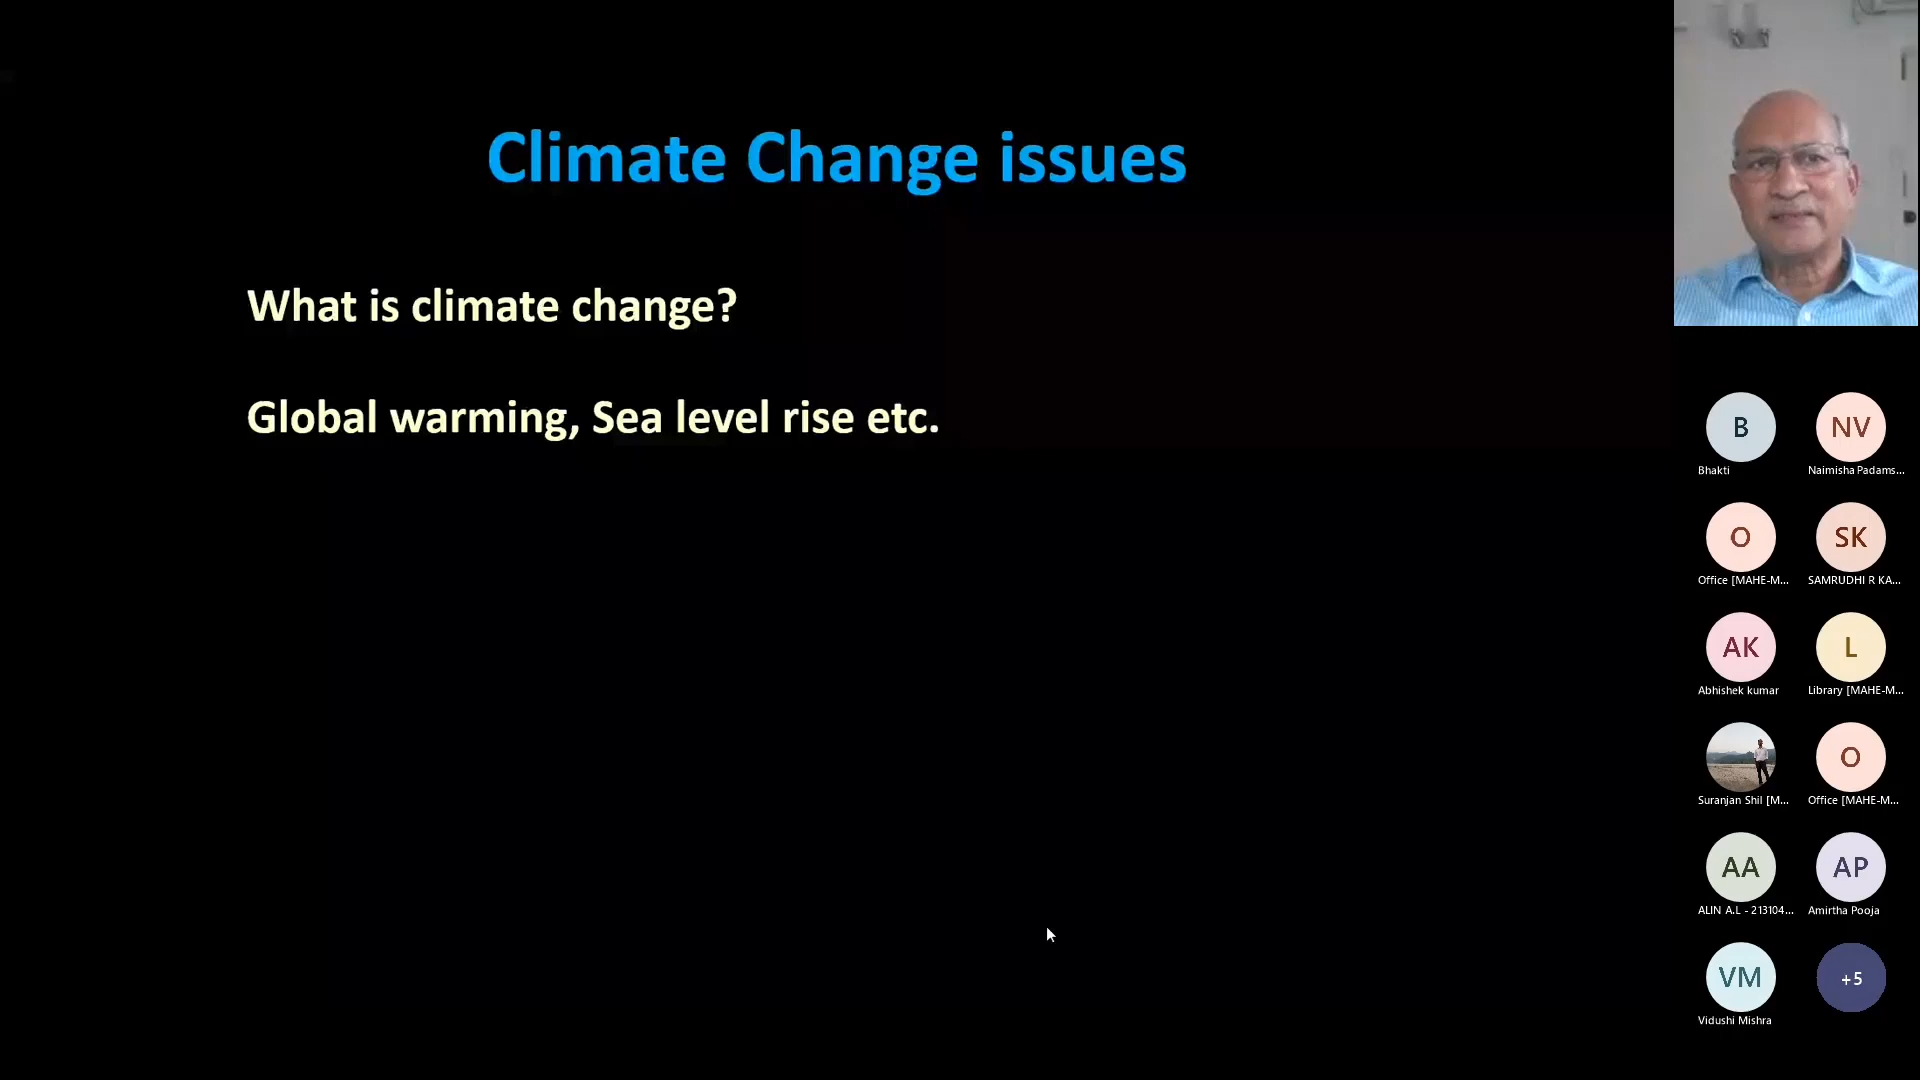 Climate Change issues
What is climate change?
Global warming, Sea level rise etc.
B
NV
Bhakti
Naimisha Padams...
O
SK
Office [MAHE-M...
SAMRUDHI R KA...
AK
L
Abhishek kumar
Library [MAHE-M...
O
Suranjan Shil [M...
Office [MAHE-M...
AA
AP
ALIN A.L - 213104...
Amirtha Pooja
VM
+5
Vidushi Mishra